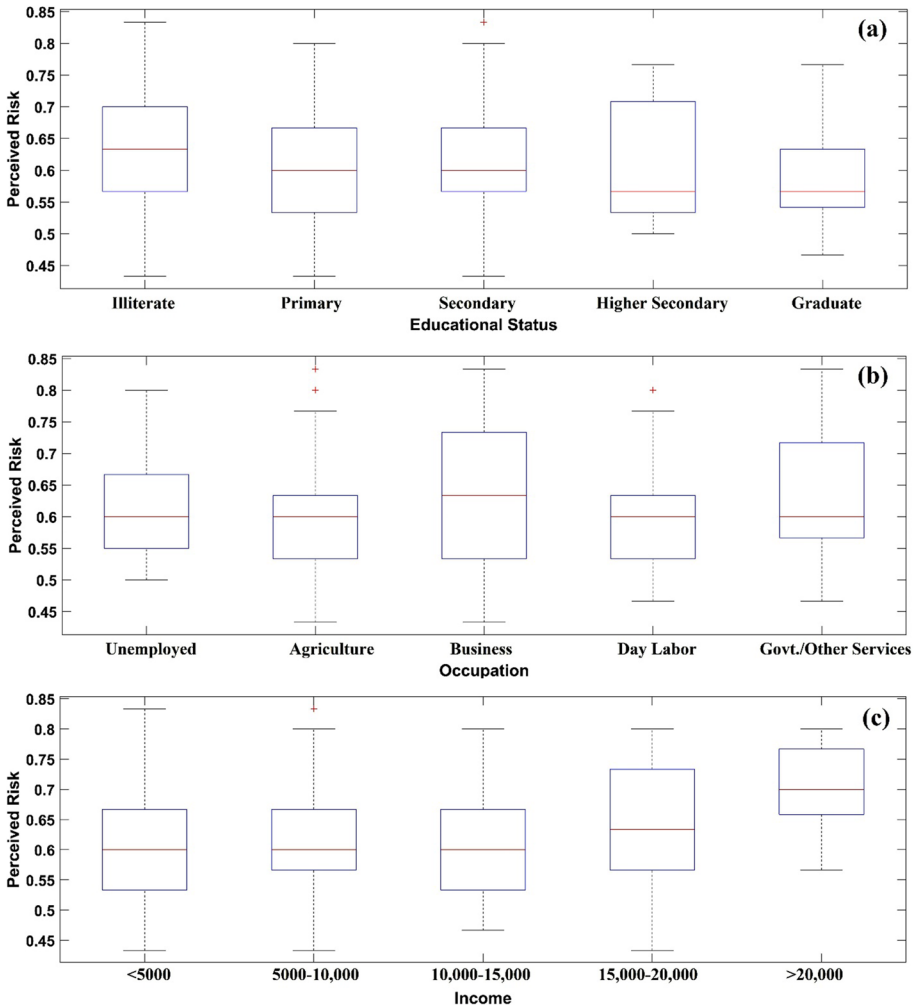 (a)
Perceived Risk
0.85
0.8
0.75
0.7
0.65
0.6
0.55
0.5
0.45
Illiterate Primary Secondary Higher Secondary Graduate
Educational Status
(b)
Perceived Risk
0.85
0.8
0.75
0.7
0.65
0.6
0.55
0.5
0.45
Unemployed Agriculture Business Day Labor Govt./Other Services
Occupation
(c)
Perceived Risk
0.85
0.8
0.75
0.7
0.65
0.6
0.55
0.5
0.45
<5000 5000-10,000 10,000-15,000 15,000-20,000 >20,000
Income